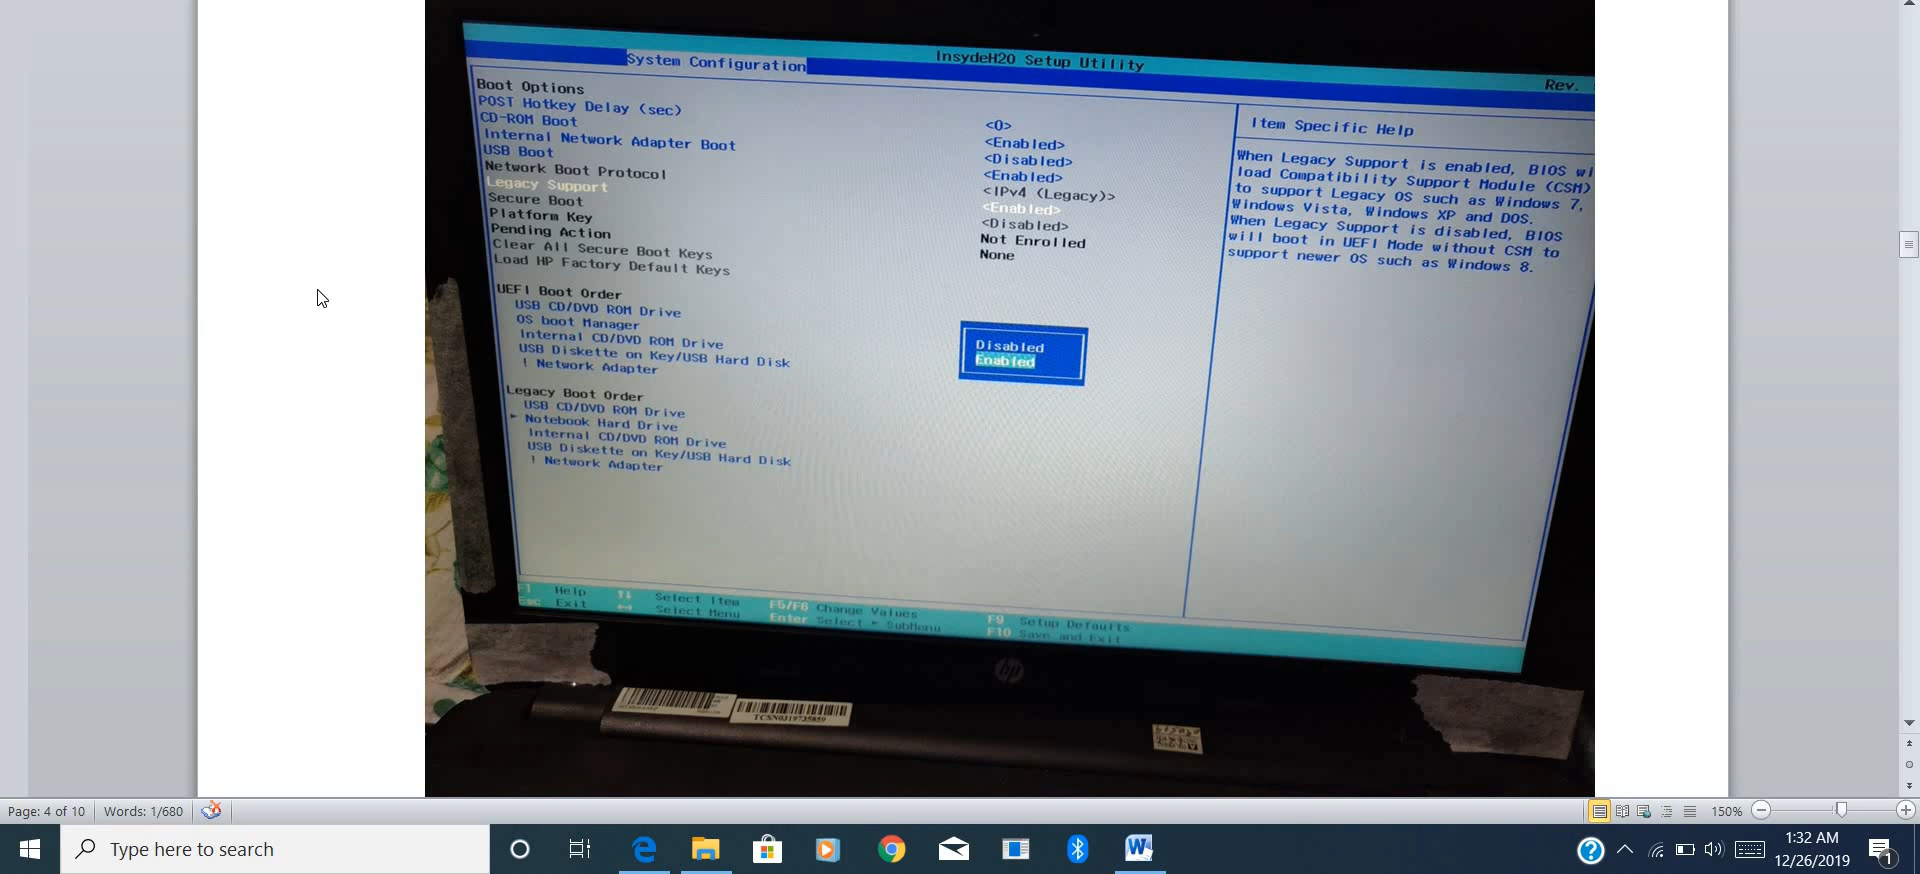 InsydeH2O Setup Utility
Rev.
System Configuration
Boot Options
POST Hotkey Delay (sec)
<0>
CD-ROM Boot
<Enabled>
Internal Network Adapter Boot
<Disabled>
USB Boot
<Enabled>
Network Boot Protocol
<IPv4 (Legacy)>
Legacy Support
<Enabled>
Secure Boot
<Disabled>
Platform Key
Not Enrolled
Pending Action
None
Clear All Secure Boot Keys
Load HP Factory Default Keys
UEFI Boot Order
USB CD/DVD ROM Drive
OS boot Manager
Internal CD/DVD ROM Drive
USB Diskette on Key/USB Hard Disk
! Network Adapter
Legacy Boot Order
USB CD/DVD ROM Drive
Notebook Hard Drive
Internal CD/DVD ROM Drive
USB Diskette on Key/USB Hard Disk
! Network Adapter
Disabled
Enabled
Item Specific Help
When Legacy Support is enabled, BIOS wi
load Compatibility Support Module (CSM)
to support Legacy OS such as Windows 7,
Windows Vista, Windows XP and DOS.
When Legacy Support is disabled, BIOS
will boot in UEFI Mode without CSM to
support newer OS such as Windows 8.
F1 Help ↑↓ Select Item F5/F6 Change Values F9 Setup Defaults
Esc Exit ↔ Select Menu Enter Select ▸ SubMenu F10 Save and Exit
hp
TCSN0319735859
Page: 4 of 10 Words: 1/680 150%
Type here to search
1:32 AM
12/26/2019
1